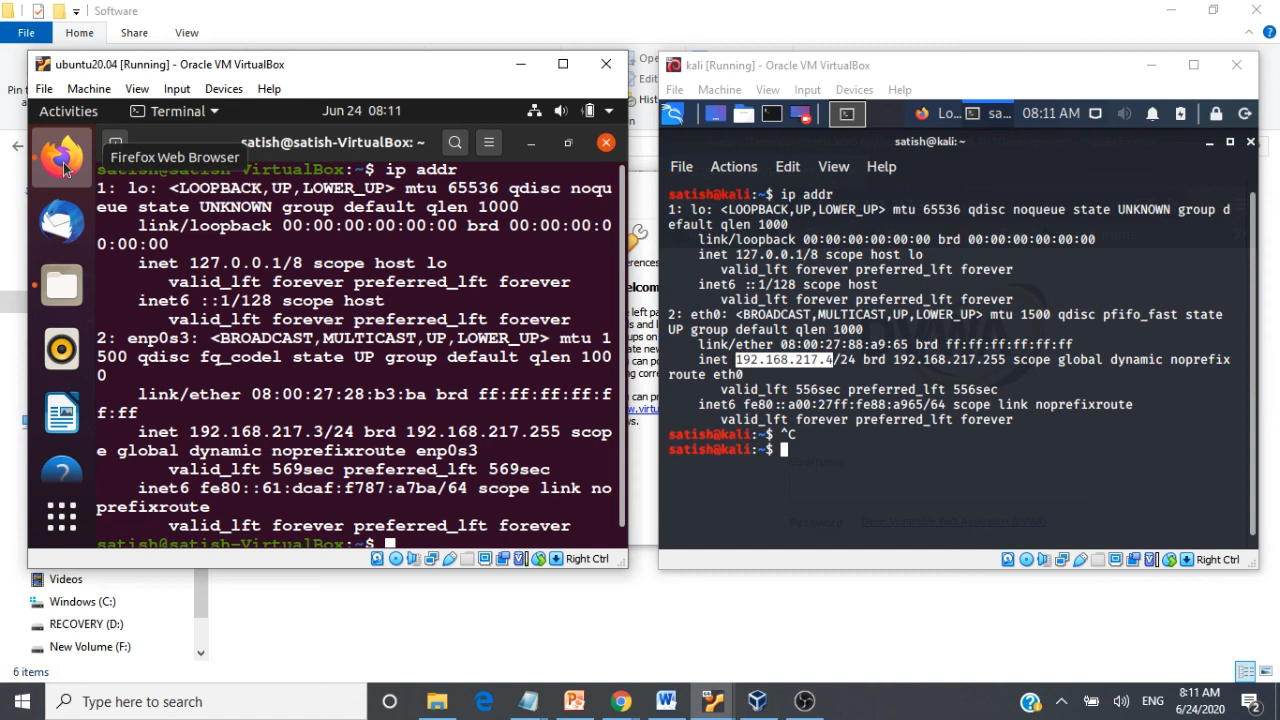 Software
File
Home
Share
View
ubuntu20.04 [Running] - Oracle VM VirtualBox
File
Machine
View
Input
Devices
Help
Activities
Terminal
Jun 24 08:11
satish@satish-VirtualBox: ~
Firefox Web Browser
satish@satish-VirtualBox:~$ ip addr
1: lo: <LOOPBACK,UP,LOWER_UP> mtu 65536 qdisc noqu
eue state UNKNOWN group default qlen 1000
link/loopback 00:00:00:00:00:00 brd 00:00:00:0
0:00:00
inet 127.0.0.1/8 scope host lo
valid_lft forever preferred_lft forever
inet6 ::1/128 scope host
valid_lft forever preferred_lft forever
2: enp0s3: <BROADCAST,MULTICAST,UP,LOWER_UP> mtu 1
500 qdisc fq_codel state UP group default qlen 100
0
link/ether 08:00:27:28:b3:ba brd ff:ff:ff:ff:f
f:ff
inet 192.168.217.3/24 brd 192.168.217.255 scop
e global dynamic noprefixroute enp0s3
valid_lft 569sec preferred_lft 569sec
inet6 fe80::61:dcaf:f787:a7ba/64 scope link no
prefixroute
valid_lft forever preferred_lft forever
satish@satish-VirtualBox:~$
Right Ctrl
kali [Running] - Oracle VM VirtualBox
File
Machine
View
Input
Devices
Help
Lo...
sa...
08:11 AM
satish@kali: ~
File
Actions
Edit
View
Help
satish@kali:~$ ip addr
1: lo: <LOOPBACK,UP,LOWER_UP> mtu 65536 qdisc noqueue state UNKNOWN group d
efault qlen 1000
link/loopback 00:00:00:00:00:00 brd 00:00:00:00:00:00
inet 127.0.0.1/8 scope host lo
valid_lft forever preferred_lft forever
inet6 ::1/128 scope host
valid_lft forever preferred_lft forever
2: eth0: <BROADCAST,MULTICAST,UP,LOWER_UP> mtu 1500 qdisc pfifo_fast state
UP group default qlen 1000
link/ether 08:00:27:88:a9:65 brd ff:ff:ff:ff:ff:ff
inet 192.168.217.4/24 brd 192.168.217.255 scope global dynamic noprefix
route eth0
valid_lft 556sec preferred_lft 556sec
inet6 fe80::a00:27ff:fe88:a965/64 scope link noprefixroute
valid_lft forever preferred_lft forever
satish@kali:~$ ^C
satish@kali:~$
Password
Right Ctrl
Videos
Windows (C:)
RECOVERY (D:)
New Volume (F:)
6 items
Type here to search
ENG
8:11 AM
6/24/2020
2